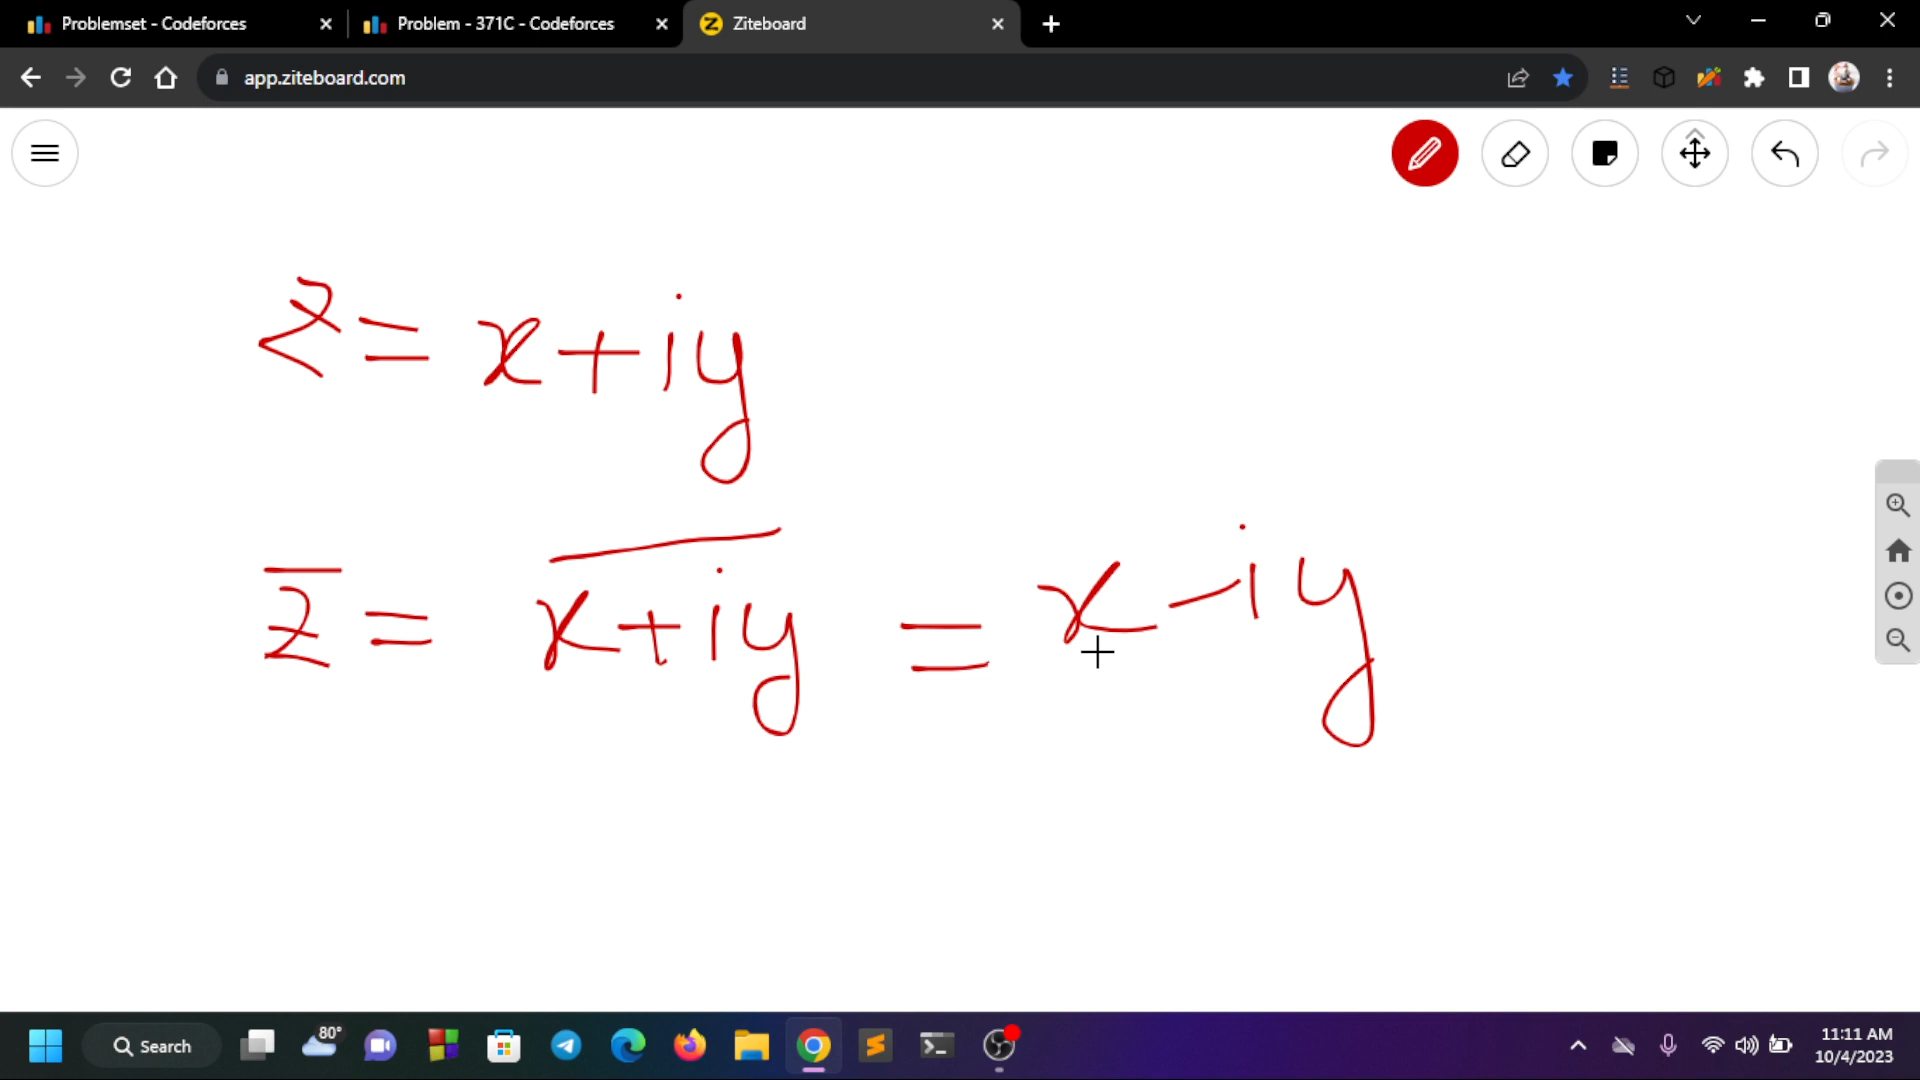 Problemset - Codeforces
Problem - 371C - Codeforces
Ziteboard
app.ziteboard.com
z = x + iy
z̅ = \overline{x + iy} = x - iy
80°
Search
11:11 AM
10/4/2023